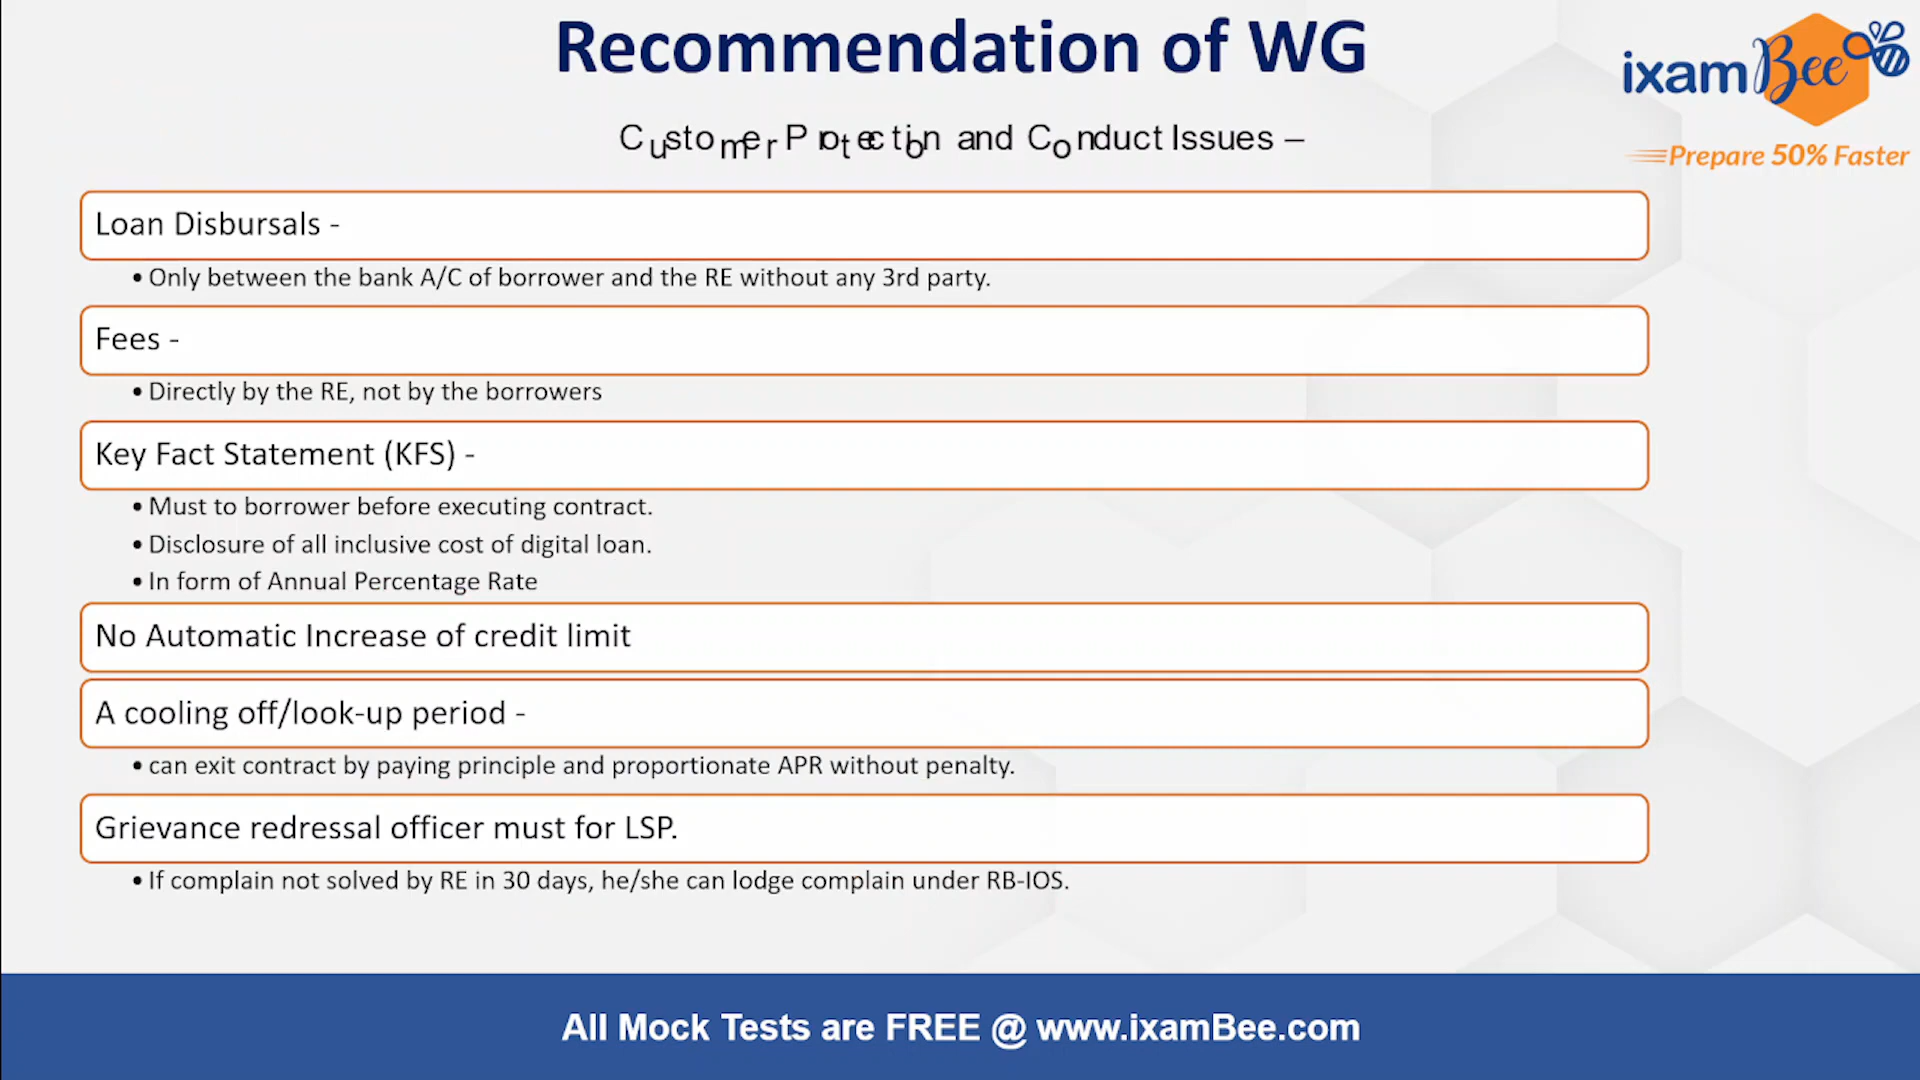 Recommendation of WG
ixamBee
Prepare 50% Faster
Customer Protection and Conduct Issues –
Loan Disbursals -
• Only between the bank A/C of borrower and the RE without any 3rd party.
Fees -
• Directly by the RE, not by the borrowers
Key Fact Statement (KFS) -
• Must to borrower before executing contract.
• Disclosure of all inclusive cost of digital loan.
• In form of Annual Percentage Rate
No Automatic Increase of credit limit
A cooling off/look-up period -
• can exit contract by paying principle and proportionate APR without penalty.
Grievance redressal officer must for LSP.
• If complain not solved by RE in 30 days, he/she can lodge complain under RB-IOS.
All Mock Tests are FREE @ www.ixamBee.com